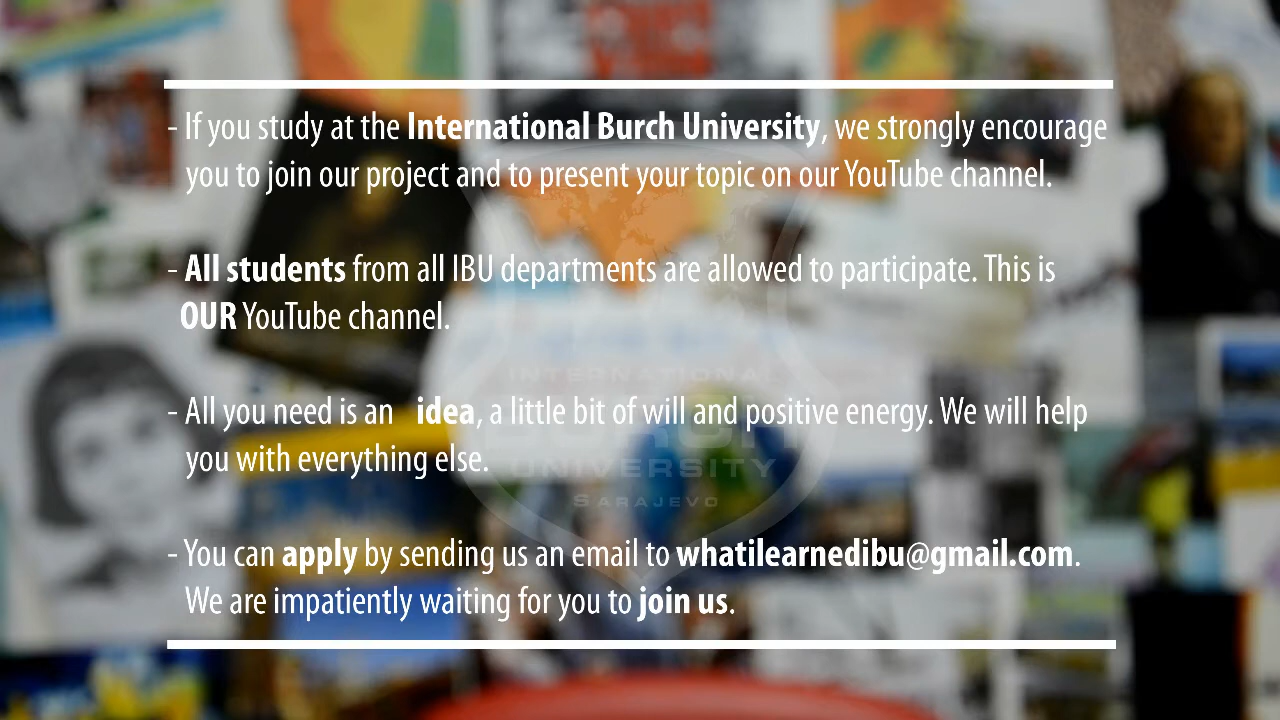 - If you study at the International Burch University, we strongly encourage
you to join our project and to present your topic on our YouTube channel.
- All students from all IBU departments are allowed to participate. This is
OUR YouTube channel.
- All you need is an idea, a little bit of will and positive energy. We will help
you with everything else.
- You can apply by sending us an email to whatilearnedibu@gmail.com.
We are impatiently waiting for you to join us.
INTERNATIONAL
BURCH
UNIVERSITY
SARAJEVO